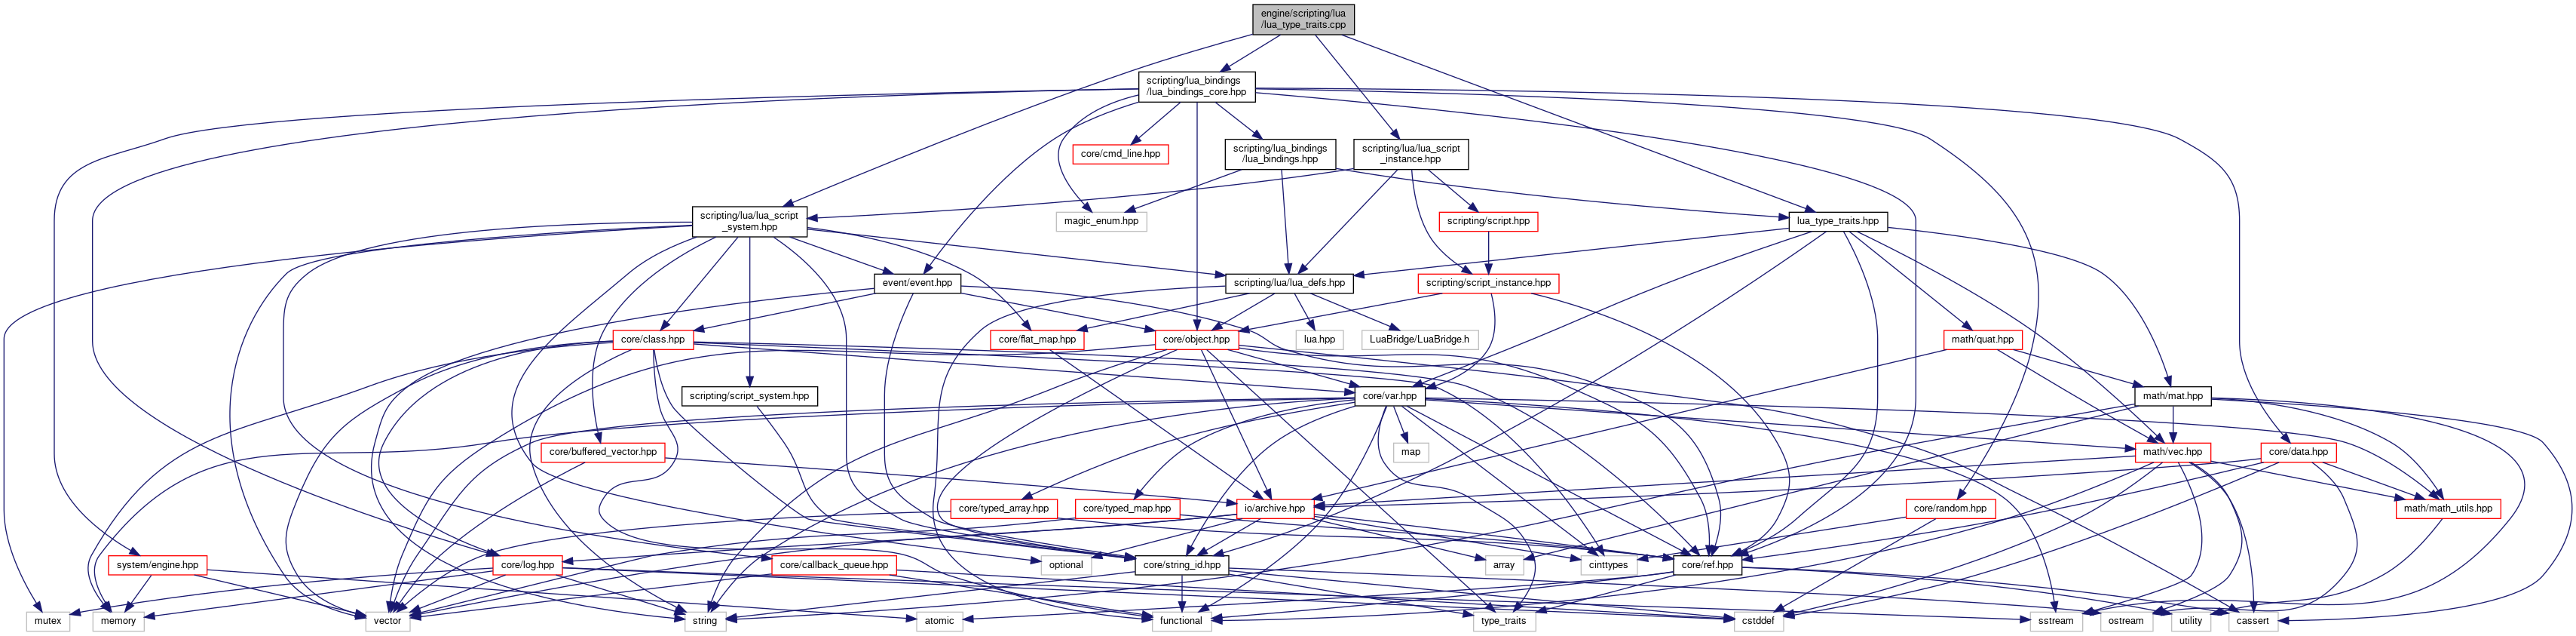 engine/scripting/lua
/lua_type_traits.cpp
scripting/lua_bindings
/lua_bindings_core.hpp
core/cmd_line.hpp
scripting/lua_bindings
/lua_bindings.hpp
scripting/lua/lua_script
_instance.hpp
scripting/lua/lua_script
_system.hpp
magic_enum.hpp
scripting/script.hpp
lua_type_traits.hpp
event/event.hpp
scripting/lua/lua_defs.hpp
scripting/script_instance.hpp
core/class.hpp
core/flat_map.hpp
core/object.hpp
lua.hpp
LuaBridge/LuaBridge.h
math/quat.hpp
scripting/script_system.hpp
core/var.hpp
math/mat.hpp
core/buffered_vector.hpp
map
math/vec.hpp
core/data.hpp
core/typed_array.hpp
core/typed_map.hpp
io/archive.hpp
core/random.hpp
math/math_utils.hpp
system/engine.hpp
core/log.hpp
core/callback_queue.hpp
optional
core/string_id.hpp
array
cinttypes
core/ref.hpp
mutex
memory
vector
string
atomic
functional
type_traits
cstddef
sstream
ostream
utility
cassert